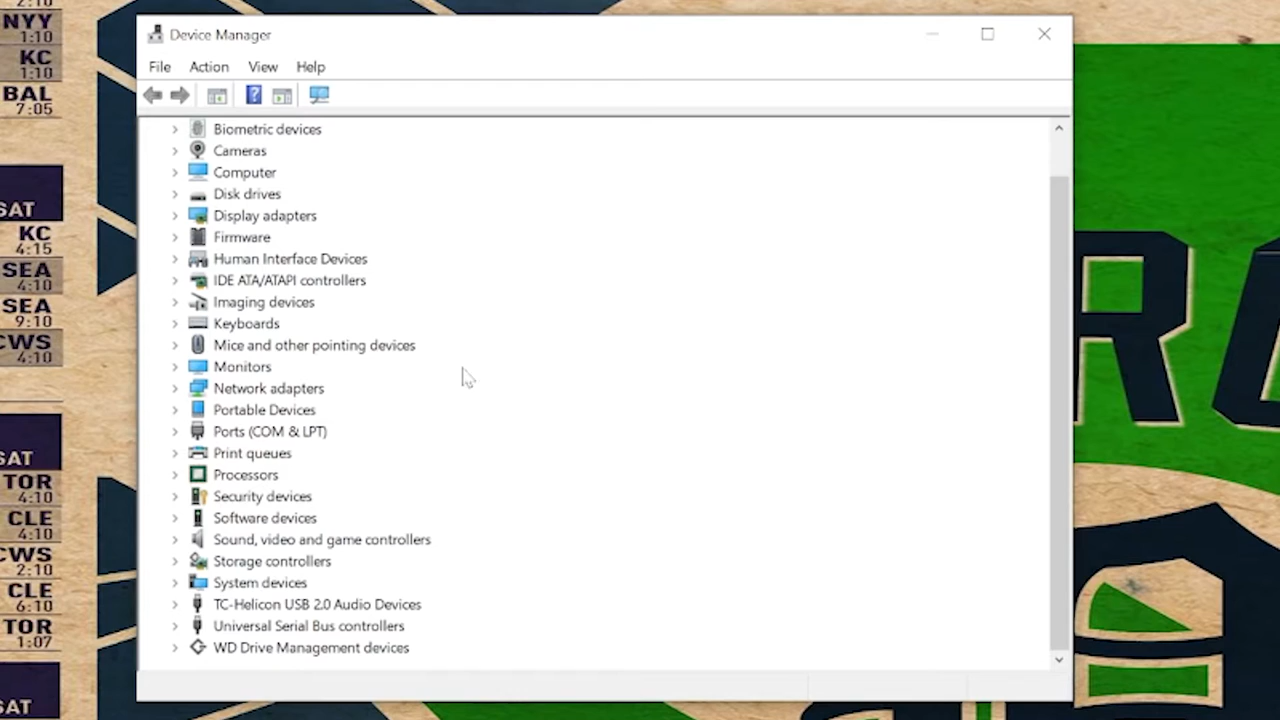 2:10
NYY
1:10
KC
1:10
BAL
7:05
SAT
KC
4:15
SEA
4:10
SEA
9:10
CWS
4:10
SAT
TOR
4:10
CLE
4:10
CWS
2:10
CLE
6:10
TOR
1:07
SAT
Device Manager
File Action View Help
Biometric devices
Cameras
Computer
Disk drives
Display adapters
Firmware
Human Interface Devices
IDE ATA/ATAPI controllers
Imaging devices
Keyboards
Mice and other pointing devices
Monitors
Network adapters
Portable Devices
Ports (COM & LPT)
Print queues
Processors
Security devices
Software devices
Sound, video and game controllers
Storage controllers
System devices
TC-Helicon USB 2.0 Audio Devices
Universal Serial Bus controllers
WD Drive Management devices
R